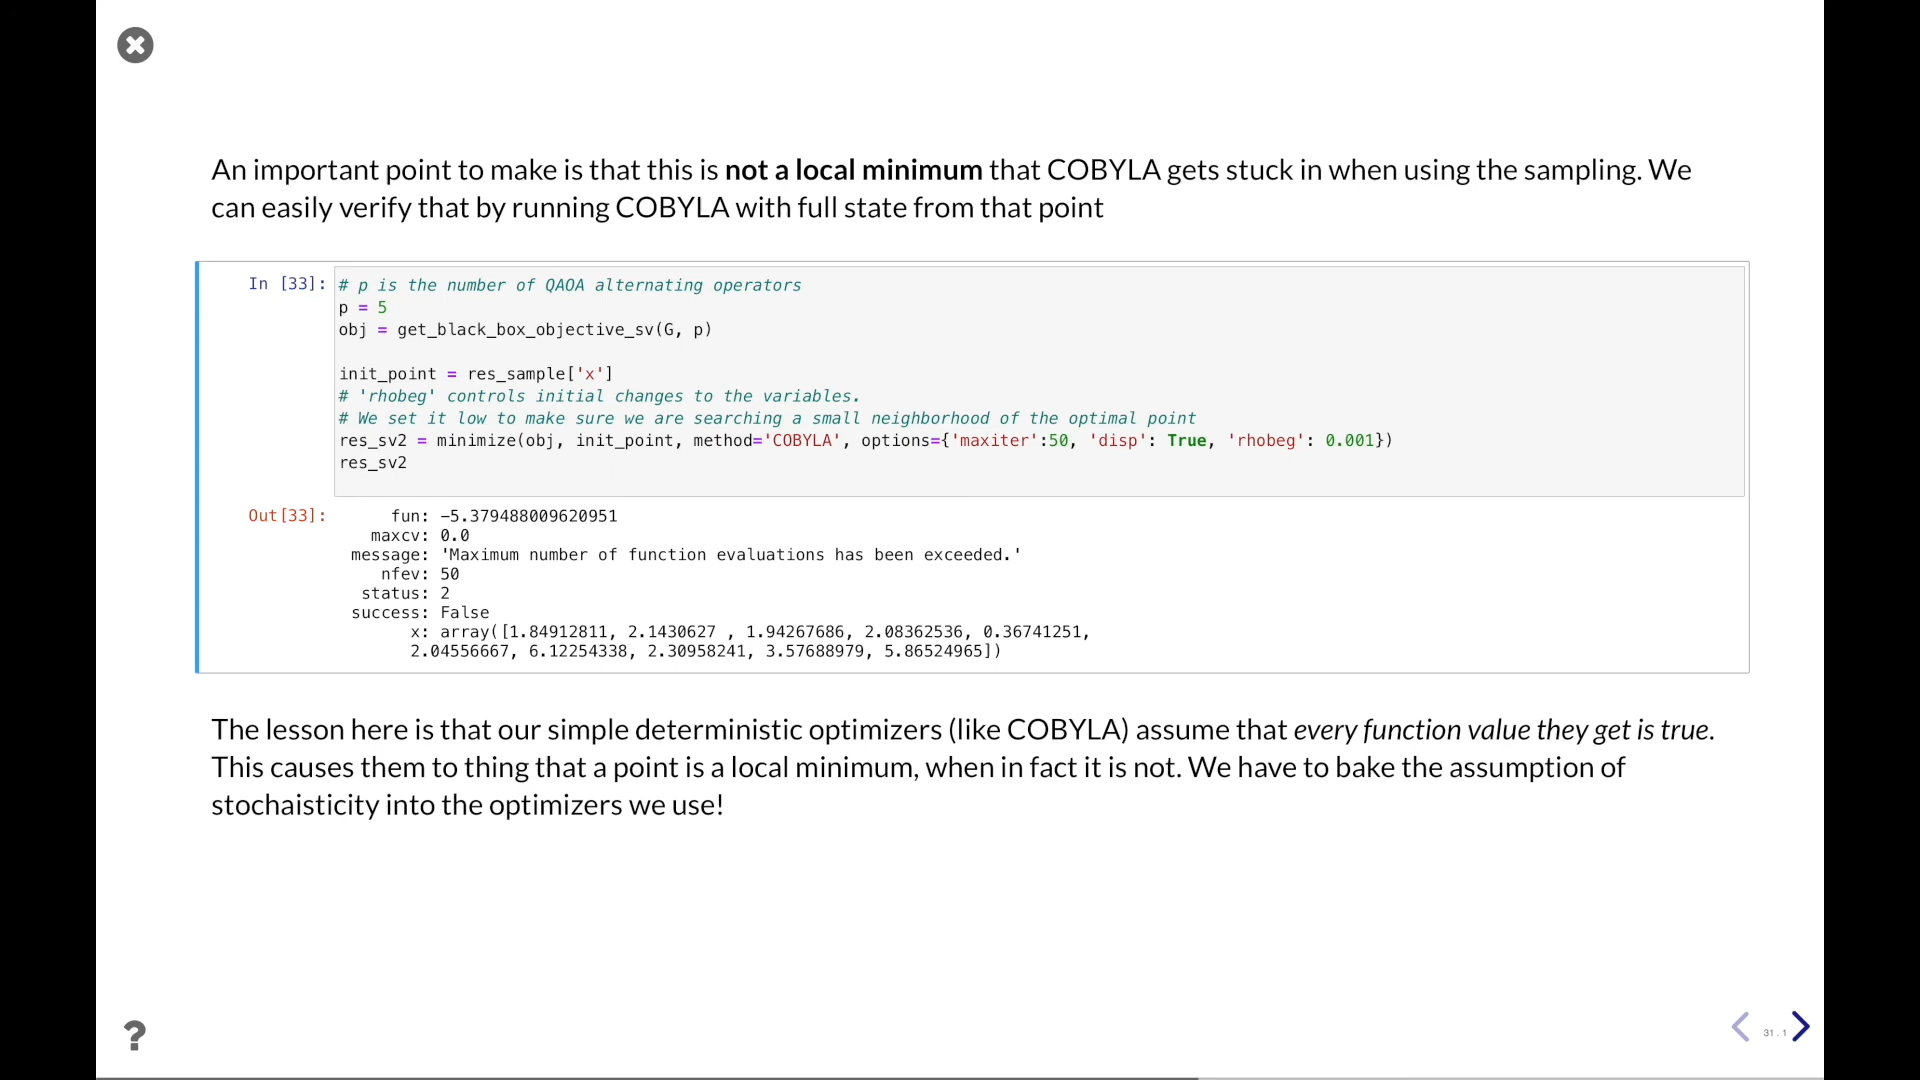 An important point to make is that this is not a local minimum that COBYLA gets stuck in when using the sampling. We
can easily verify that by running COBYLA with full state from that point
In [33]: # p is the number of QAOA alternating operators
p = 5
obj = get_black_box_objective_sv(G, p)
init_point = res_sample['x']
# 'rhobeg' controls initial changes to the variables.
# We set it low to make sure we are searching a small neighborhood of the optimal point
res_sv2 = minimize(obj, init_point, method='COBYLA', options={'maxiter':50, 'disp': True, 'rhobeg': 0.001})
res_sv2
Out[33]: fun: −5.379488009620951
maxcv: 0.0
message: 'Maximum number of function evaluations has been exceeded.'
nfev: 50
status: 2
success: False
x: array([1.84912811, 2.1430627 , 1.94267686, 2.08362536, 0.36741251,
2.04556667, 6.12254338, 2.30958241, 3.57688979, 5.86524965])
The lesson here is that our simple deterministic optimizers (like COBYLA) assume that every function value they get is true.
This causes them to thing that a point is a local minimum, when in fact it is not. We have to bake the assumption of
stochaisticity into the optimizers we use!
?
31 . 1